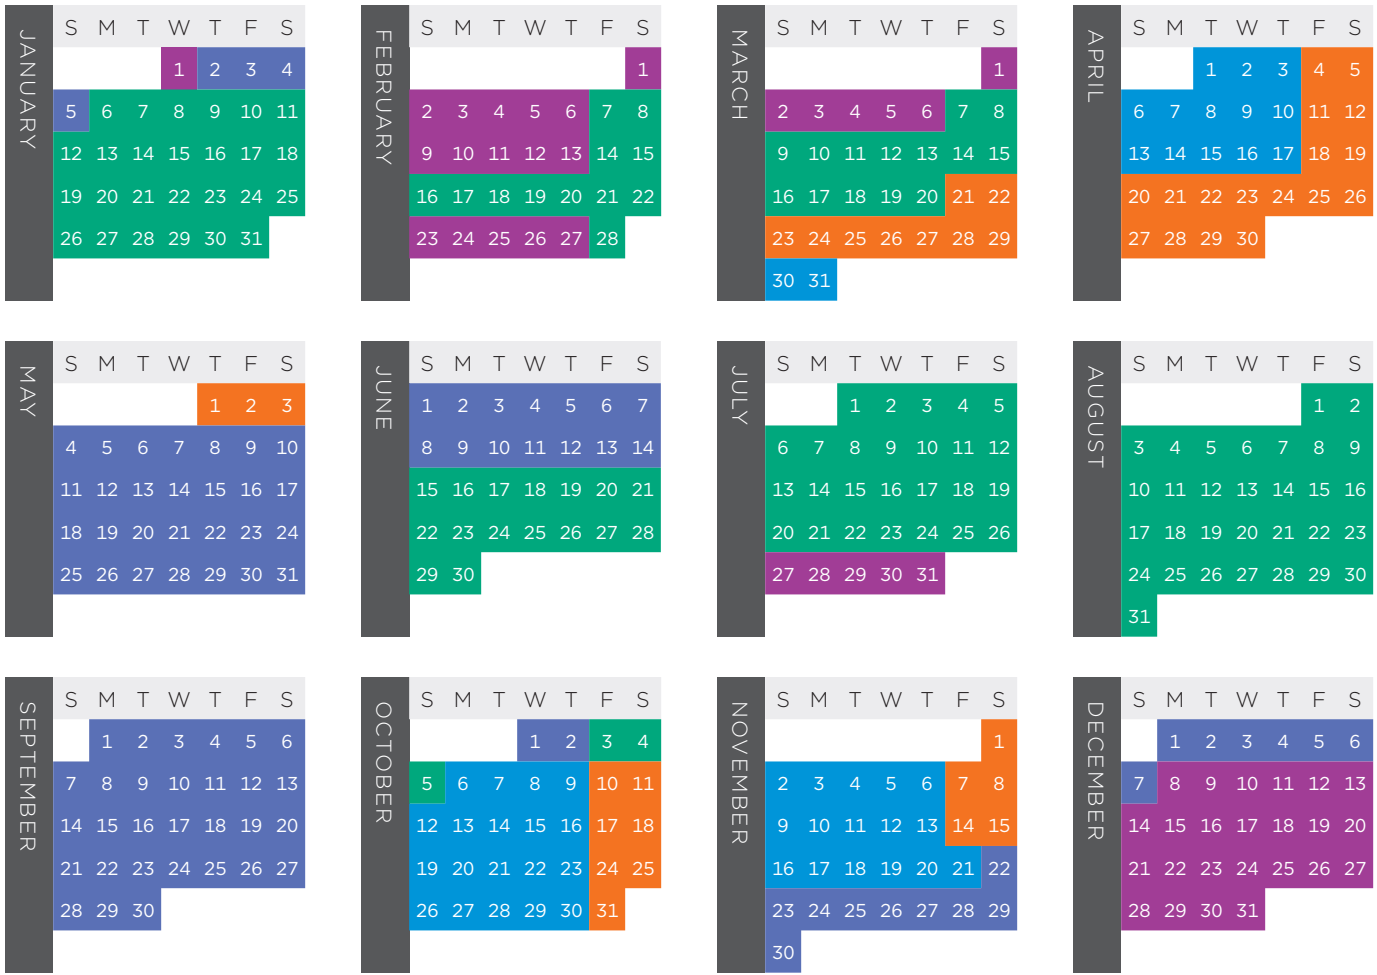 JANUARY
S M T W T F S
1 2 3 4
5 6 7 8 9 10 11
12 13 14 15 16 17 18
19 20 21 22 23 24 25
26 27 28 29 30 31
FEBRUARY
S M T W T F S
1
2 3 4 5 6 7 8
9 10 11 12 13 14 15
16 17 18 19 20 21 22
23 24 25 26 27 28
MARCH
S M T W T F S
1
2 3 4 5 6 7 8
9 10 11 12 13 14 15
16 17 18 19 20 21 22
23 24 25 26 27 28 29
30 31
APRIL
S M T W T F S
1 2 3 4 5
6 7 8 9 10 11 12
13 14 15 16 17 18 19
20 21 22 23 24 25 26
27 28 29 30
MAY
S M T W T F S
1 2 3
4 5 6 7 8 9 10
11 12 13 14 15 16 17
18 19 20 21 22 23 24
25 26 27 28 29 30 31
JUNE
S M T W T F S
1 2 3 4 5 6 7
8 9 10 11 12 13 14
15 16 17 18 19 20 21
22 23 24 25 26 27 28
29 30
JULY
S M T W T F S
1 2 3 4 5
6 7 8 9 10 11 12
13 14 15 16 17 18 19
20 21 22 23 24 25 26
27 28 29 30 31
AUGUST
S M T W T F S
1 2
3 4 5 6 7 8 9
10 11 12 13 14 15 16
17 18 19 20 21 22 23
24 25 26 27 28 29 30
31
SEPTEMBER
S M T W T F S
1 2 3 4 5 6
7 8 9 10 11 12 13
14 15 16 17 18 19 20
21 22 23 24 25 26 27
28 29 30
OCTOBER
S M T W T F S
1 2 3 4
5 6 7 8 9 10 11
12 13 14 15 16 17 18
19 20 21 22 23 24 25
26 27 28 29 30 31
NOVEMBER
S M T W T F S
1
2 3 4 5 6 7 8
9 10 11 12 13 14 15
16 17 18 19 20 21 22
23 24 25 26 27 28 29
30
DECEMBER
S M T W T F S
1 2 3 4 5 6
7 8 9 10 11 12 13
14 15 16 17 18 19 20
21 22 23 24 25 26 27
28 29 30 31